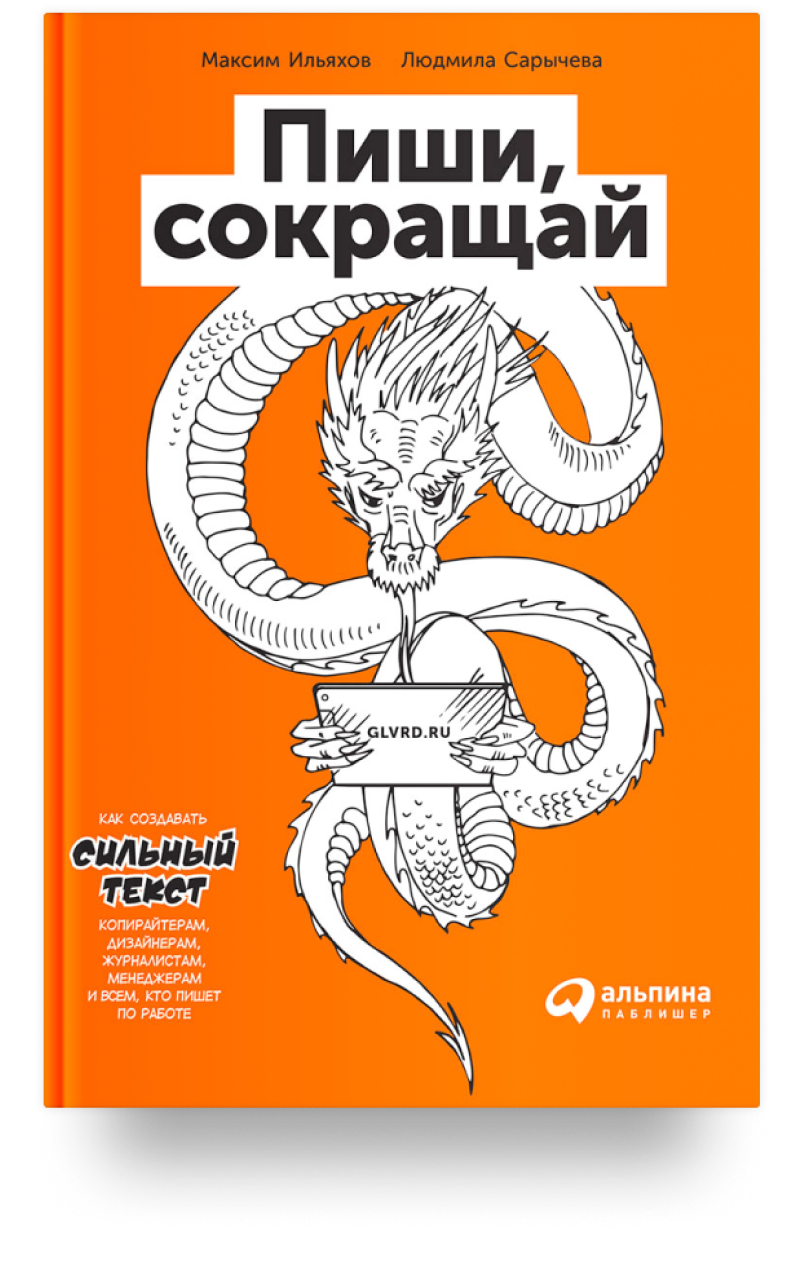 Максим Ильяхов Людмила Сарычева
Пиши,
сокращай
GLVRD.RU
КАК СОЗДАВАТЬ
СИЛЬНЫЙ
ТЕКСТ
КОПИРАЙТЕРАМ,
ДИЗАЙНЕРАМ,
ЖУРНАЛИСТАМ,
МЕНЕДЖЕРАМ
И ВСЕМ, КТО ПИШЕТ
ПО РАБОТЕ
альпина
ПАБЛИШЕР